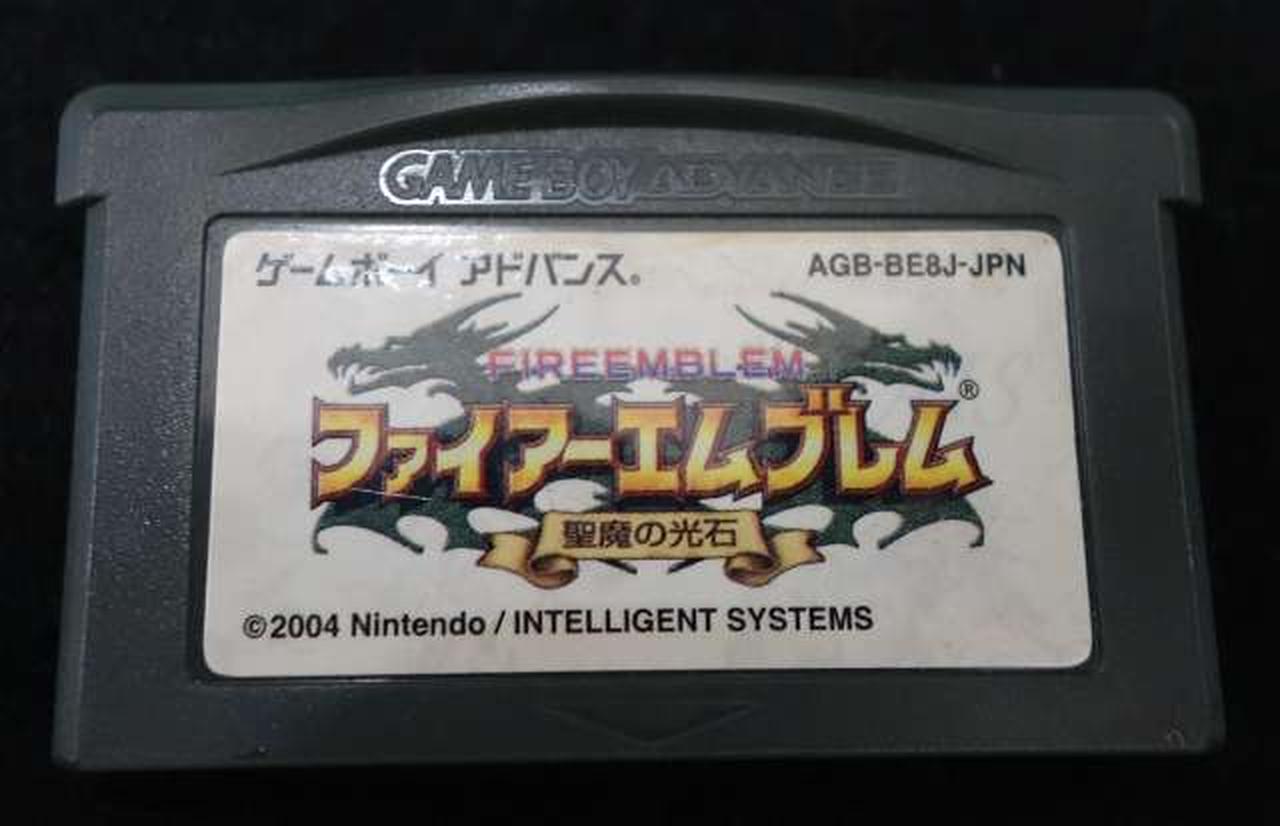 GAME BOY ADVANCE
ゲームボーイ アドバンス® AGB-BE8J-JPN
FIREEMBLEM
ファイアーエムブレム®
聖魔の光石
©2004 Nintendo / INTELLIGENT SYSTEMS